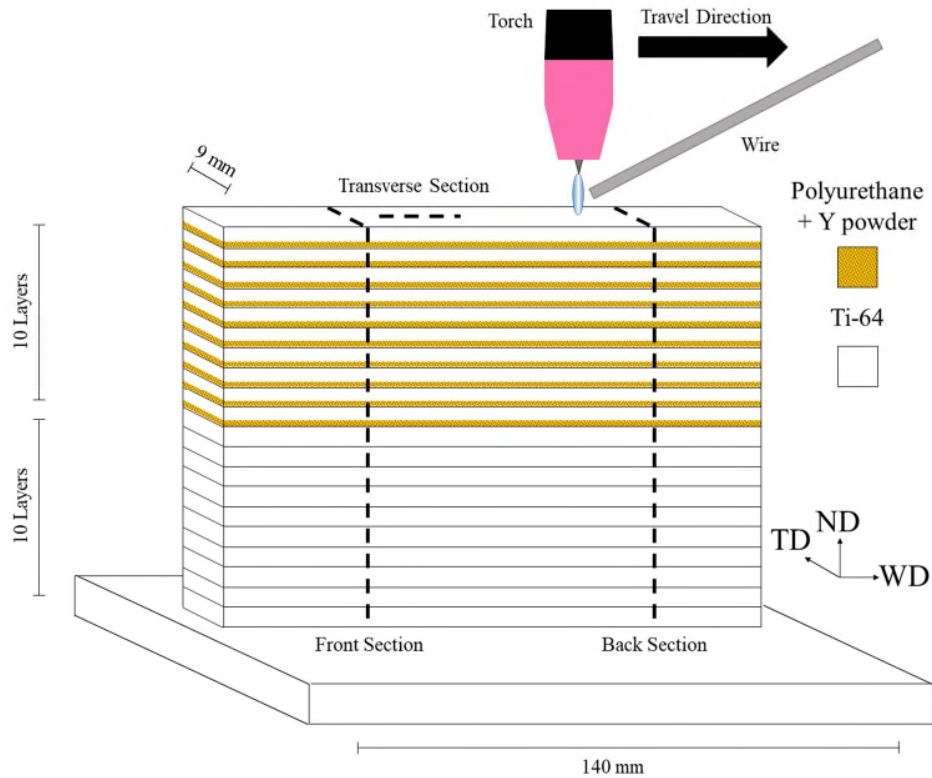 Torch
Travel Direction
Wire
9 mm
Transverse Section
Polyurethane
+ Y powder
Ti-64
10 Layers
10 Layers
ND
TD
WD
Front Section
Back Section
140 mm